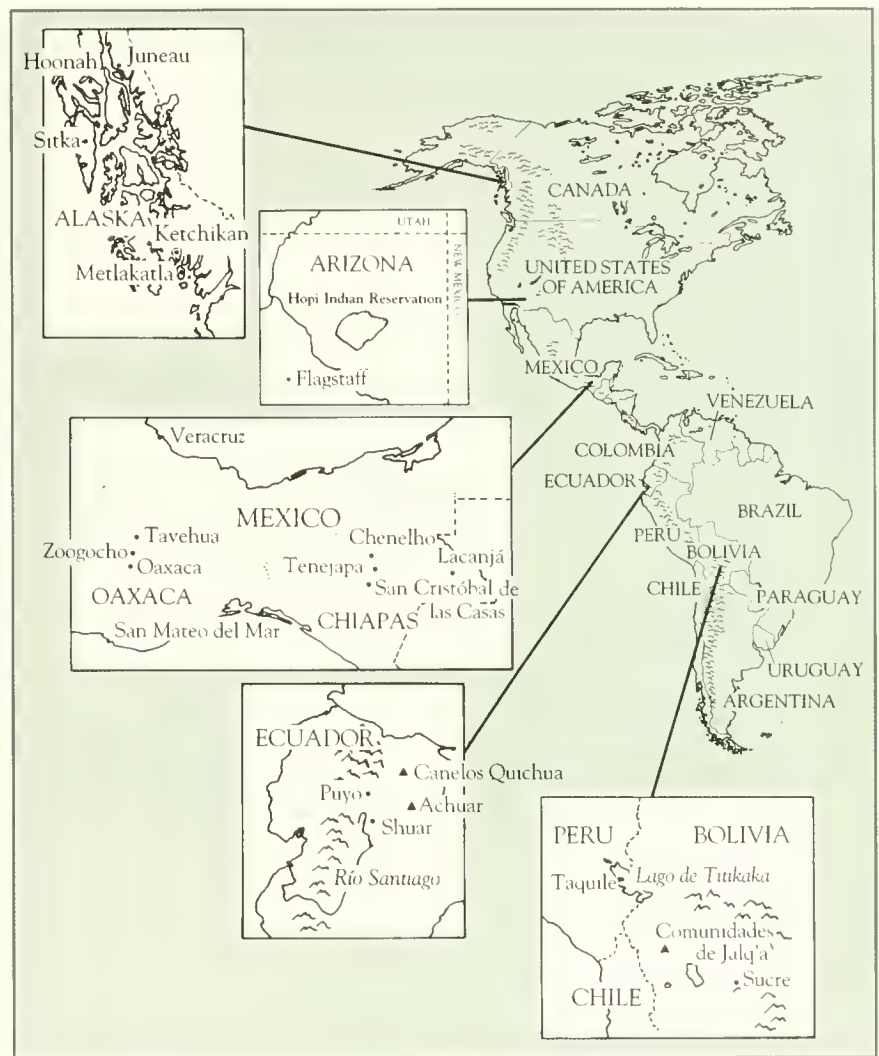 Hoonah
Juneau
Sitka
ALASKA
Ketchikan
Metlakatla
UTAH
ARIZONA
NEW MEXICO
Hopi Indian Reservation
Flagstaff
CANADA
UNITED STATES
OF AMERICA
MEXICO
VENEZUELA
COLOMBIA
ECUADOR
BRAZIL
PERU
BOLIVIA
CHILE
PARAGUAY
URUGUAY
ARGENTINA
Veracruz
MEXICO
Tavehua
Chenelho
Zoogocho
Lacanjá
Oaxaca
Tenejapa
OAXACA
San Cristóbal de
las Casas
San Mateo del Mar
CHIAPAS
ECUADOR
Canelos Quichua
Puyo
Achuar
Shuar
Río Santiago
PERU
BOLIVIA
Taquile
Lago de Titikaka
Comunidades
de Jalq'a
Sucre
CHILE